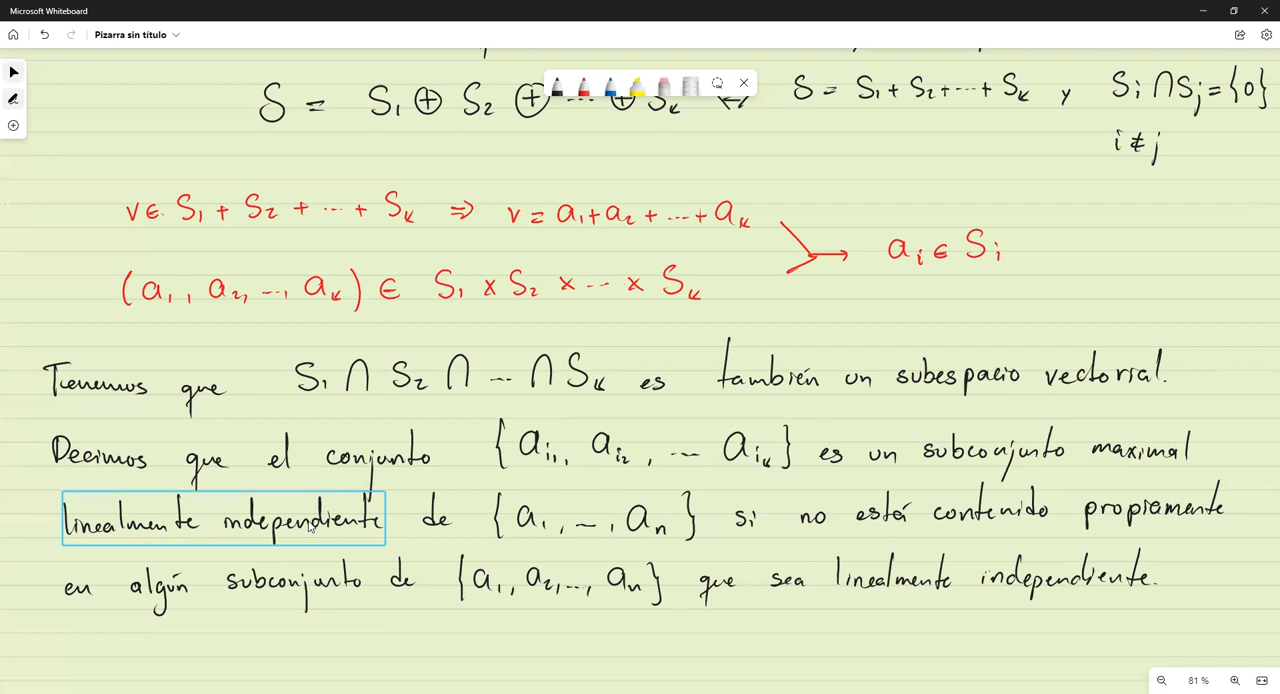 Microsoft Whiteboard
Pizarra sin título
S = S₁ ⊕ S₂ ⊕ ... ⊕ Sₖ ↔ S = S₁ + S₂ + ... + Sₖ y Sᵢ ∩ Sⱼ = {0}
i ≠ j
v ∈ S₁ + S₂ + ... + Sₖ ⇒ v = a₁ + a₂ + ... + aₖ
aᵢ ∈ Sᵢ
(a₁, a₂, ..., aₖ) ∈ S₁ × S₂ × ... × Sₖ
Tenemos que S₁ ∩ S₂ ∩ ... ∩ Sₖ es también un subespacio vectorial.
Decimos que el conjunto {aᵢ₁, aᵢ₂, ... aᵢₖ} es un subconjunto maximal
linealmente independiente de {a₁, ..., aₙ} si no está contenido propiamente
en algún subconjunto de {a₁, a₂, ..., aₙ} que sea linealmente independiente.
81 %